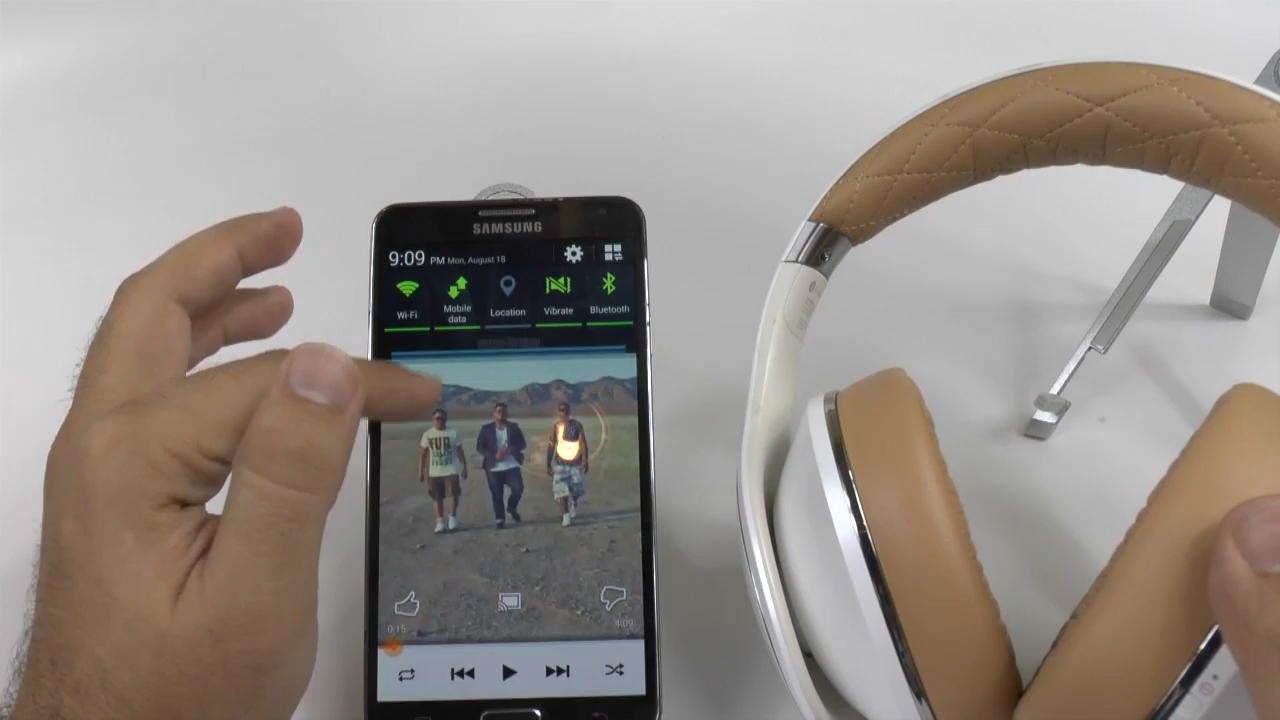 SAMSUNG
9:09 PM Mon, August 18
Wi-Fi
Mobile data
Location
Vibrate
Bluetooth
0:15
4:09